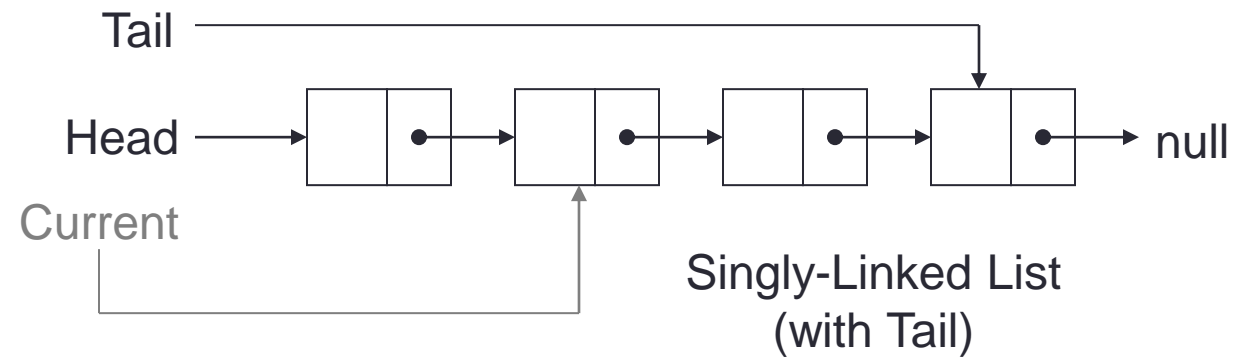 Tail
Head
null
Current
Singly-Linked List
(with Tail)